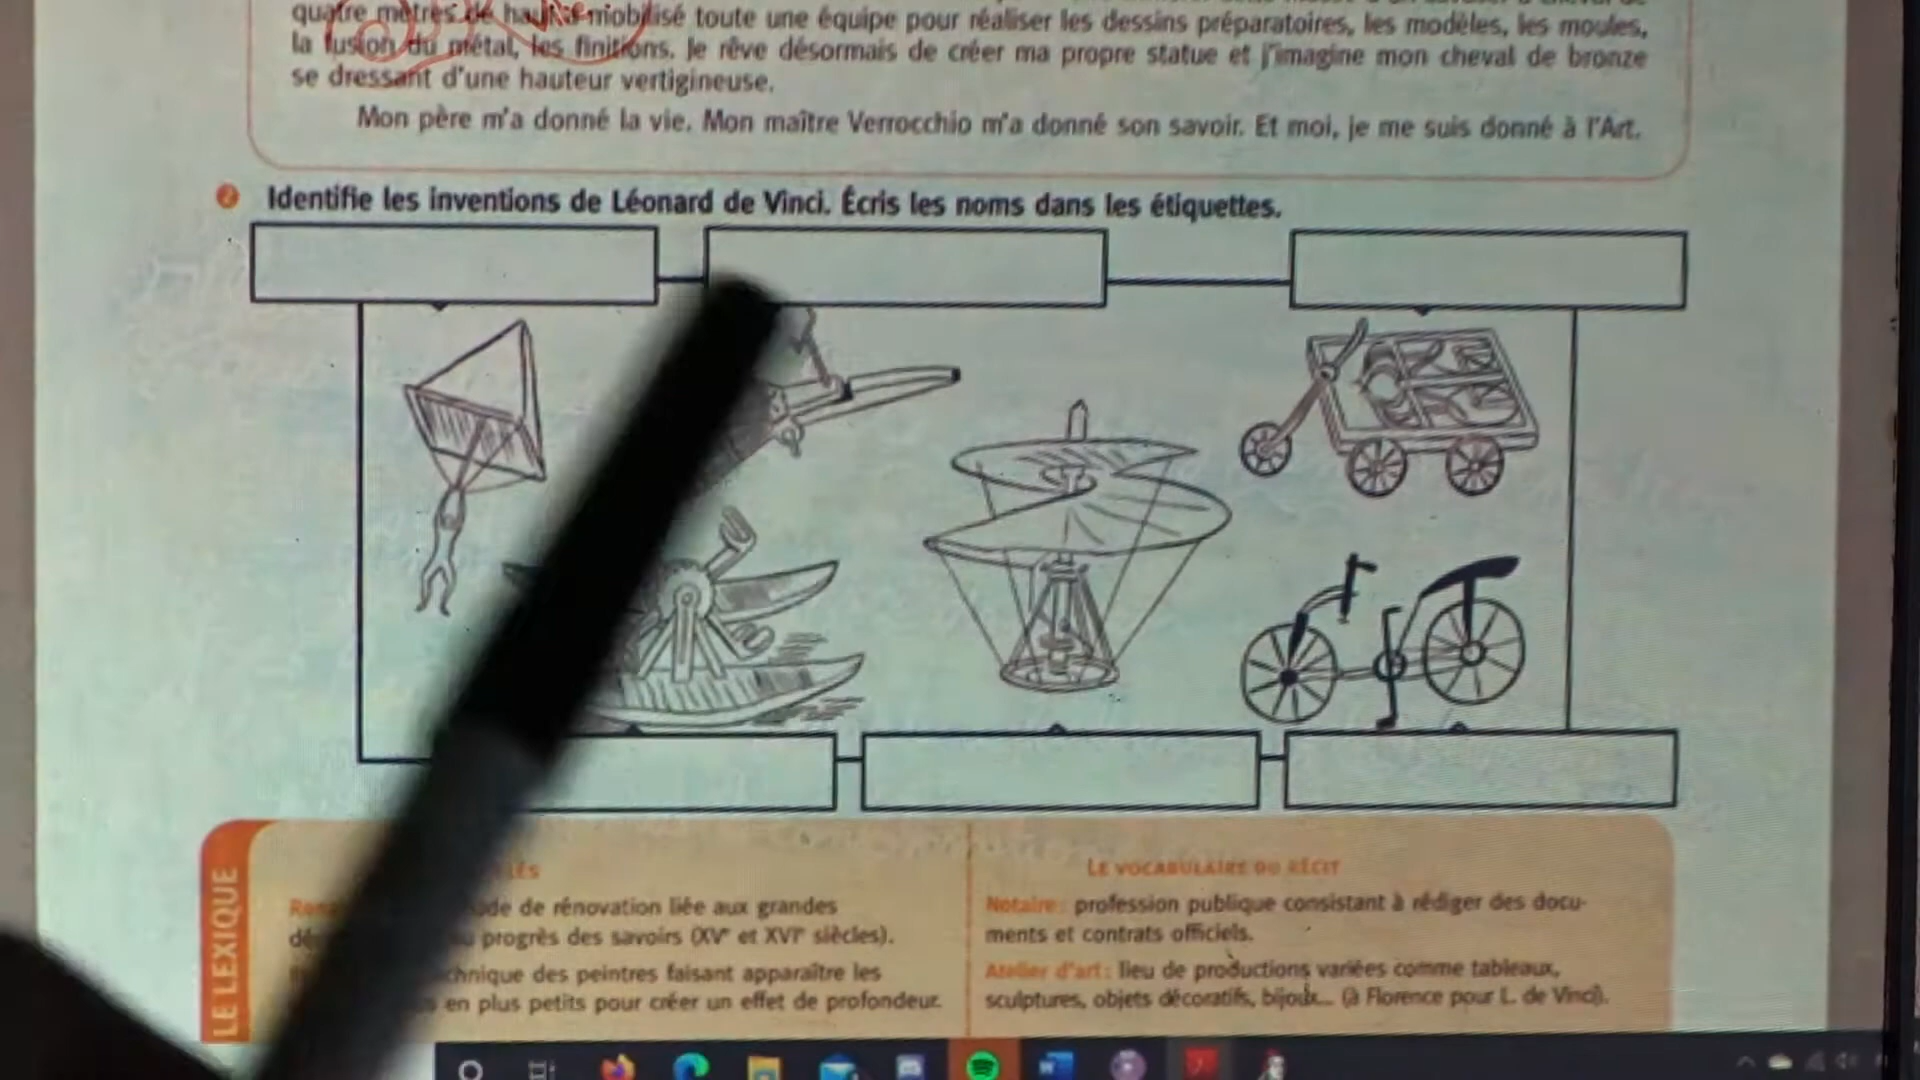 quatre mètres de haut a mobilisé toute une équipe pour réaliser les dessins préparatoires, les modèles, les moules,
la fusion du métal, les finitions. Je rêve désormais de créer ma propre statue et j'imagine mon cheval de bronze
se dressant d'une hauteur vertigineuse.
Mon père m'a donné la vie. Mon maître Verrocchio m'a donné son savoir. Et moi, je me suis donné à l'Art.
2 Identifie les inventions de Léonard de Vinci. Écris les noms dans les étiquettes.
LE LEXIQUE
de de rénovation liée aux grandes
progrès des savoirs (XVe et XVIe siècles).
chnique des peintres faisant apparaître les
en plus petits pour créer un effet de profondeur.
LE VOCABULAIRE DU RÉCIT
Notaire : profession publique consistant à rédiger des docu-
ments et contrats officiels.
Atelier d'art : lieu de productions variées comme tableaux,
sculptures, objets décoratifs, bijoux... (à Florence pour L. de Vinci).